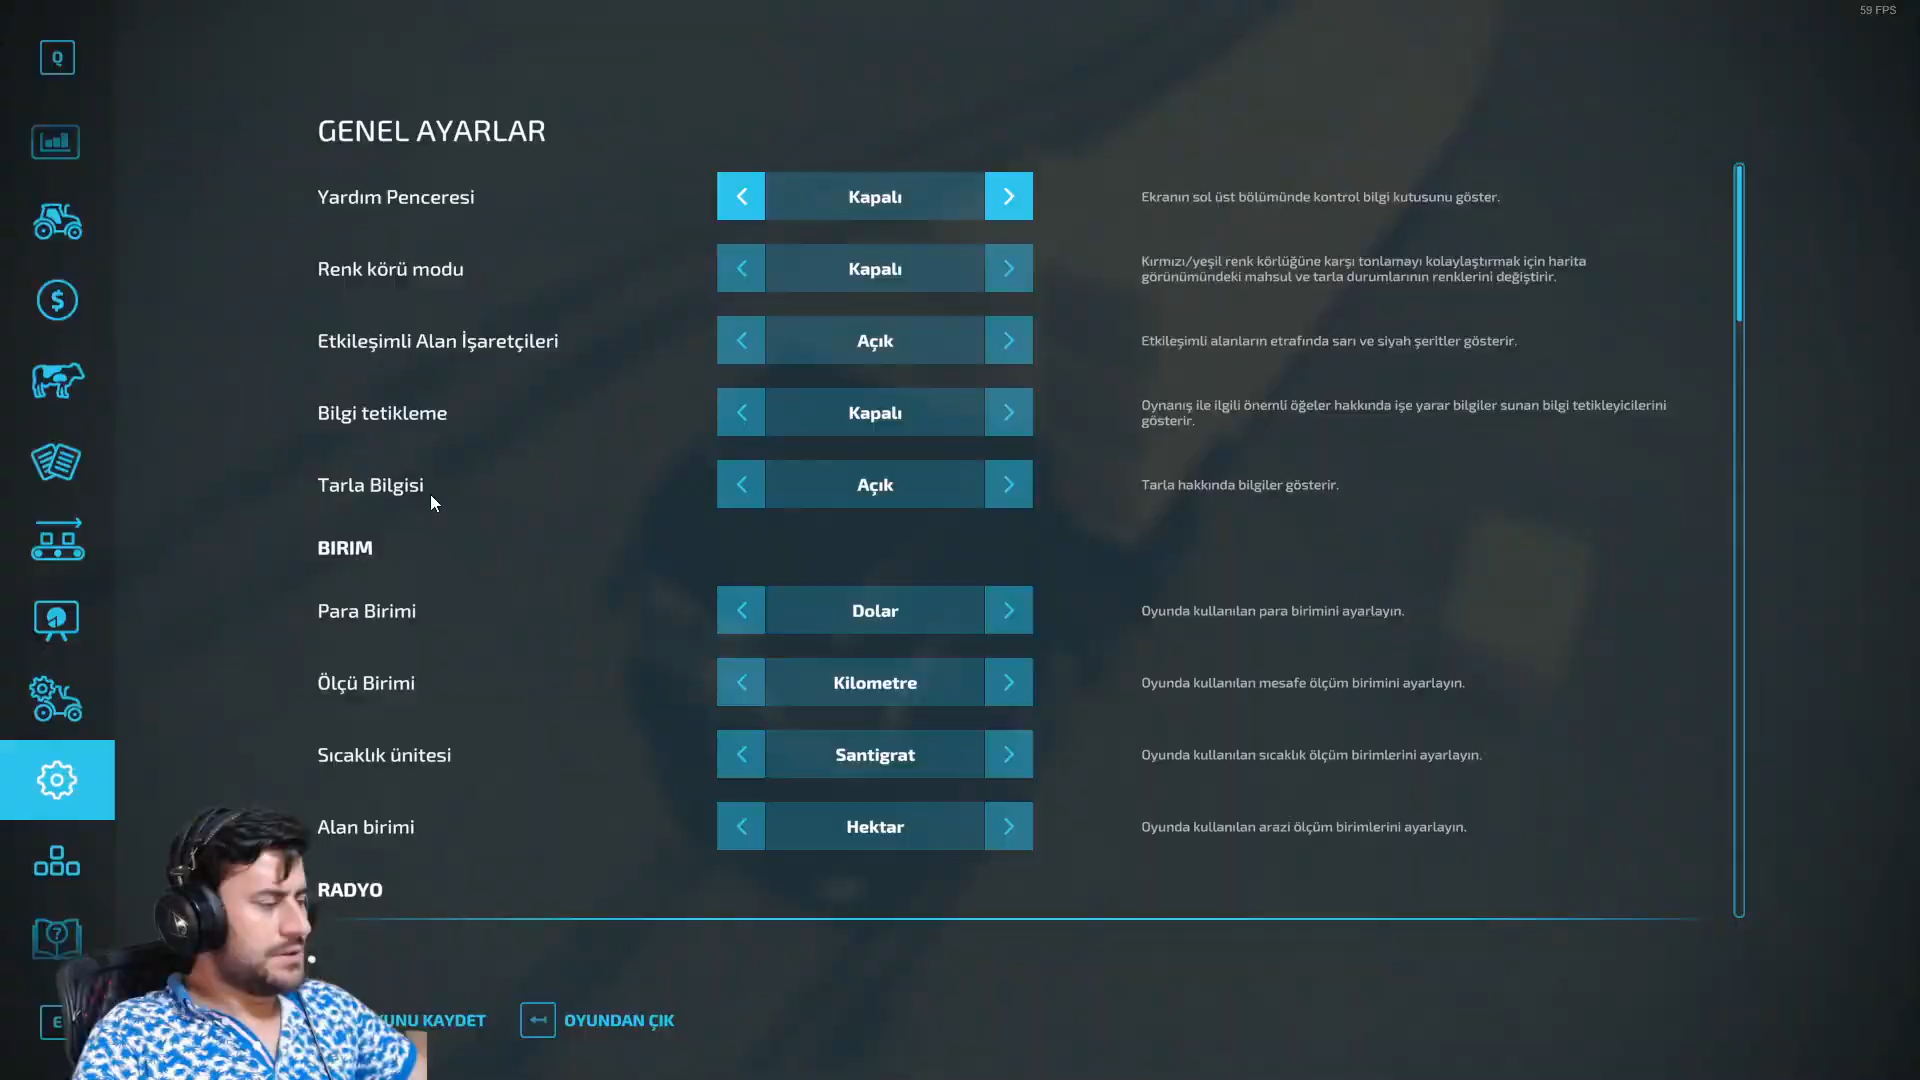 59 FPS
Q
GENEL AYARLAR
Yardım Penceresi
Kapalı
Ekranın sol üst bölümünde kontrol bilgi kutusunu göster.
Renk körü modu
Kapalı
Kırmızı/yeşil renk körlüğüne karşı tonlamayı kolaylaştırmak için harita
görünümündeki mahsul ve tarla durumlarının renklerini değiştirir.
Etkileşimli Alan İşaretçileri
Açık
Etkileşimli alanların etrafında sarı ve siyah şeritler gösterir.
Bilgi tetikleme
Kapalı
Oynanış ile ilgili önemli öğeler hakkında işe yarar bilgiler sunan bilgi tetikleyicilerini
gösterir.
Tarla Bilgisi
Açık
Tarla hakkında bilgiler gösterir.
BIRIM
Para Birimi
Dolar
Oyunda kullanılan para birimini ayarlayın.
Ölçü Birimi
Kilometre
Oyunda kullanılan mesafe ölçüm birimini ayarlayın.
Sıcaklık ünitesi
Santigrat
Oyunda kullanılan sıcaklık ölçüm birimlerini ayarlayın.
Alan birimi
Hektar
Oyunda kullanılan arazi ölçüm birimlerini ayarlayın.
RADYO
E
KAYDET
OYUNDAN ÇIK